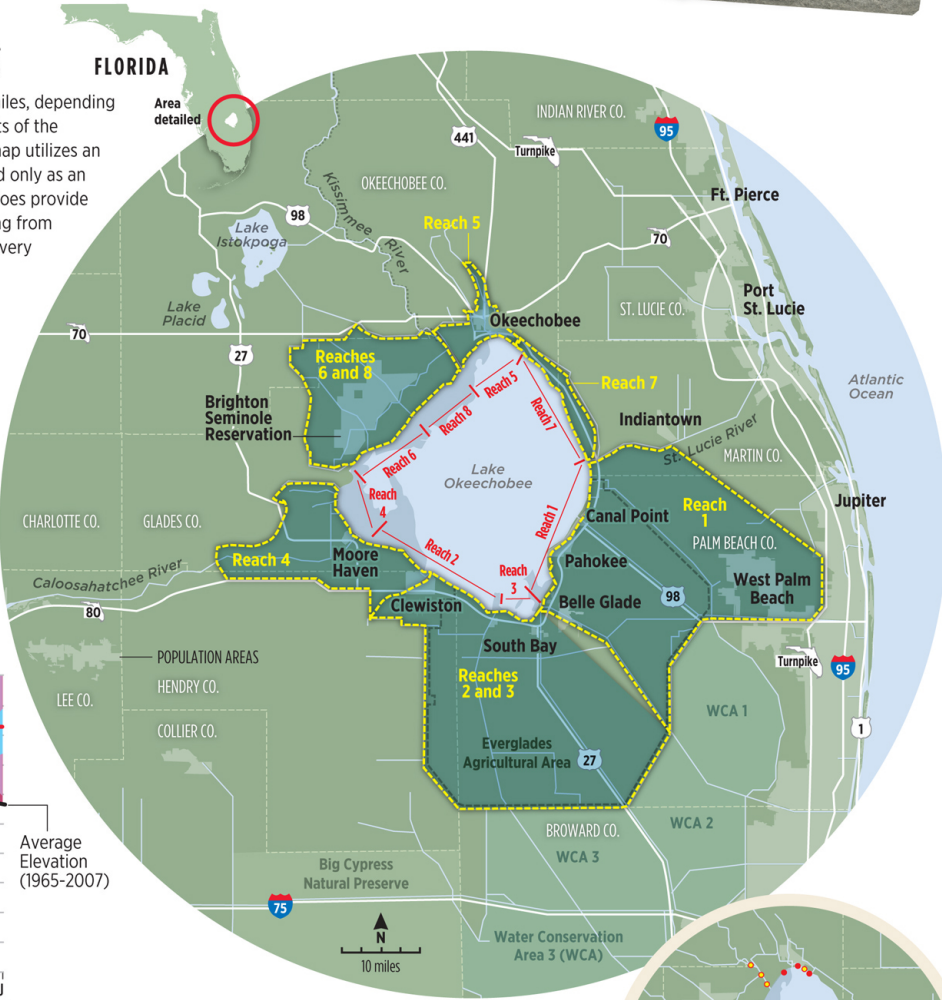 FLORIDA
Area
detailed
iles, depending
ts of the
nap utilizes an
d only as an
oes provide
ng from
very
INDIAN RIVER CO.
95
441
Turnpike
OKEECHOBEE CO.
Kissimmee River
98
Lake
Istokpoga
Reach 5
Ft. Pierce
70
Lake
Placid
Port
St. Lucie
ST. LUCIE CO.
Okeechobee
70
27
Reaches
6 and 8
Reach 5
Reach 7
Reach 7
Atlantic
Ocean
Brighton
Seminole
Reservation
Reach 8
Indiantown
St. Lucie River
MARTIN CO.
Reach 6
Lake
Okeechobee
Reach
4
Reach 1
Canal Point
Reach
1
Jupiter
CHARLOTTE CO.
GLADES CO.
PALM BEACH CO.
Reach 4
Moore
Haven
Reach 2
Pahokee
Caloosahatchee River
Reach
3
West Palm
Beach
80
Clewiston
Belle Glade
98
South Bay
POPULATION AREAS
Turnpike
95
Reaches
2 and 3
HENDRY CO.
LEE CO.
WCA 1
COLLIER CO.
1
Everglades
Agricultural Area
27
Average
Elevation
(1965-2007)
BROWARD CO.
WCA 2
WCA 3
Big Cypress
Natural Preserve
75
N
10 miles
Water Conservation
Area 3 (WCA)